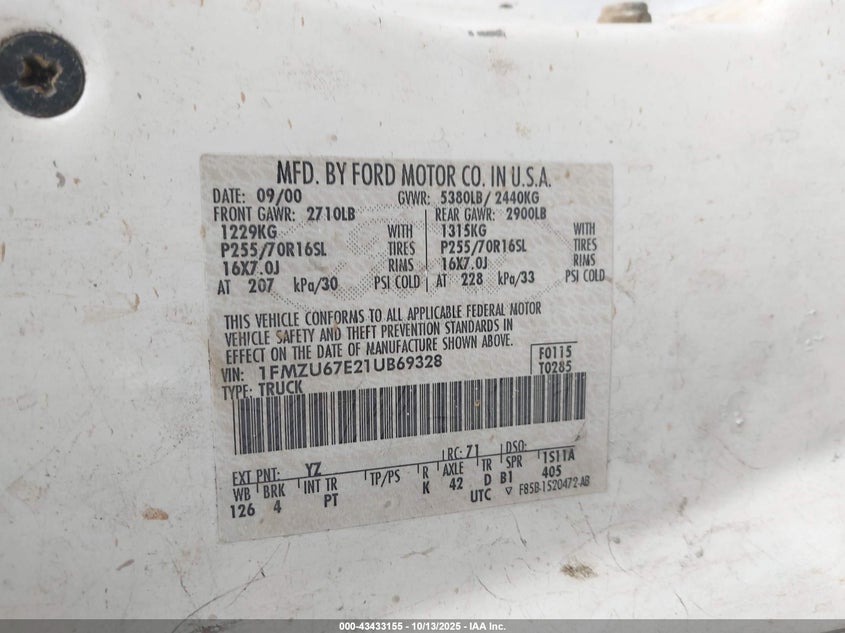 MFD. BY FORD MOTOR CO. IN U.S.A.
DATE: 09/00 GVWR: 5380LB/ 2440KG
FRONT GAWR: 2710LB REAR GAWR: 2900LB
1229KG WITH 1315KG WITH
P255/70R16SL TIRES P255/70R16SL TIRES
16X7.0J RIMS 16X7.0J RIMS
AT 207 kPa/30 PSI COLD AT 228 kPa/33 PSI COLD
THIS VEHICLE CONFORMS TO ALL APPLICABLE FEDERAL MOTOR
VEHICLE SAFETY AND THEFT PREVENTION STANDARDS IN
EFFECT ON THE DATE OF MANUFACTURE SHOWN ABOVE.
VIN: 1FMZU67E21UB69328 F0115
TYPE: TRUCK T0285
EXT PNT: YZ RC: 71 DSO:
WB BRK INT TR TP/PS R AXLE TR SPR 1S11A
126 4 PT K 42 D B1 405
UTC ▽ F85B-1520472-AB
000-43433155 - 10/13/2025 - IAA Inc.